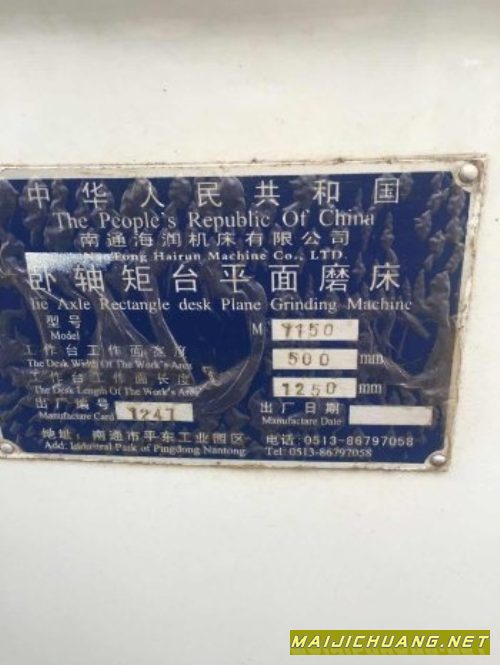 中华人民共和国
The People's Republic Of China
南通海润机床有限公司
NanTong Hairun Machine Co., LTD.
卧轴矩台平面磨床
The Axle Rectangle desk Plane Grinding Machine
型号 M 7150
Model
工作台工作面宽度 500 mm
The Desk Width Of The Work's Area
工作台工作面长度 1250 mm
The Desk Length Of The Work's Area
出厂编号 1247 出厂日期
Manufactare Card Manufactare Date
地址: 南通市平东工业园区 电话: 0513-86797058
Add: Industrial Park of Pingdong Nantong Tel: 0513-86797058
MAIJICHUANG.NET